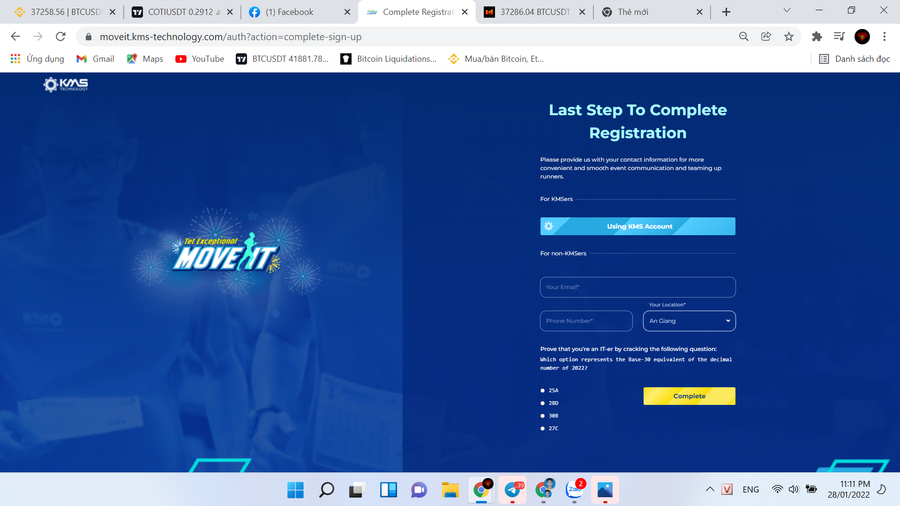 37258.56 | BTCUSDT
COTIUSDT 0.2912
(1) Facebook
Complete Registrat
37286.04 BTCUSDT
Thẻ mới
moveit.kms-technology.com/auth?action=complete-sign-up
Ứng dụng
Gmail
Maps
YouTube
BTCUSDT 41881.78...
Bitcoin Liquidations...
Mua/bán Bitcoin, Et...
Danh sách đọc
KMS
TECHNOLOGY
Tet Exceptional
MOVE IT
Last Step To Complete
Registration
Please provide us with your contact information for more
convenient and smooth event communication and teaming up
runners.
For KMSers
Using KMS Account
For non-KMSers
Your Email*
Your Location*
Phone Number*
An Giang
Prove that you're an IT-er by cracking the following question:
Which option represents the Base-30 equivalent of the decimal
number of 2022?
25A
28D
30B
27C
Complete
39
Zalo
2
V
ENG
11:11 PM
28/01/2022